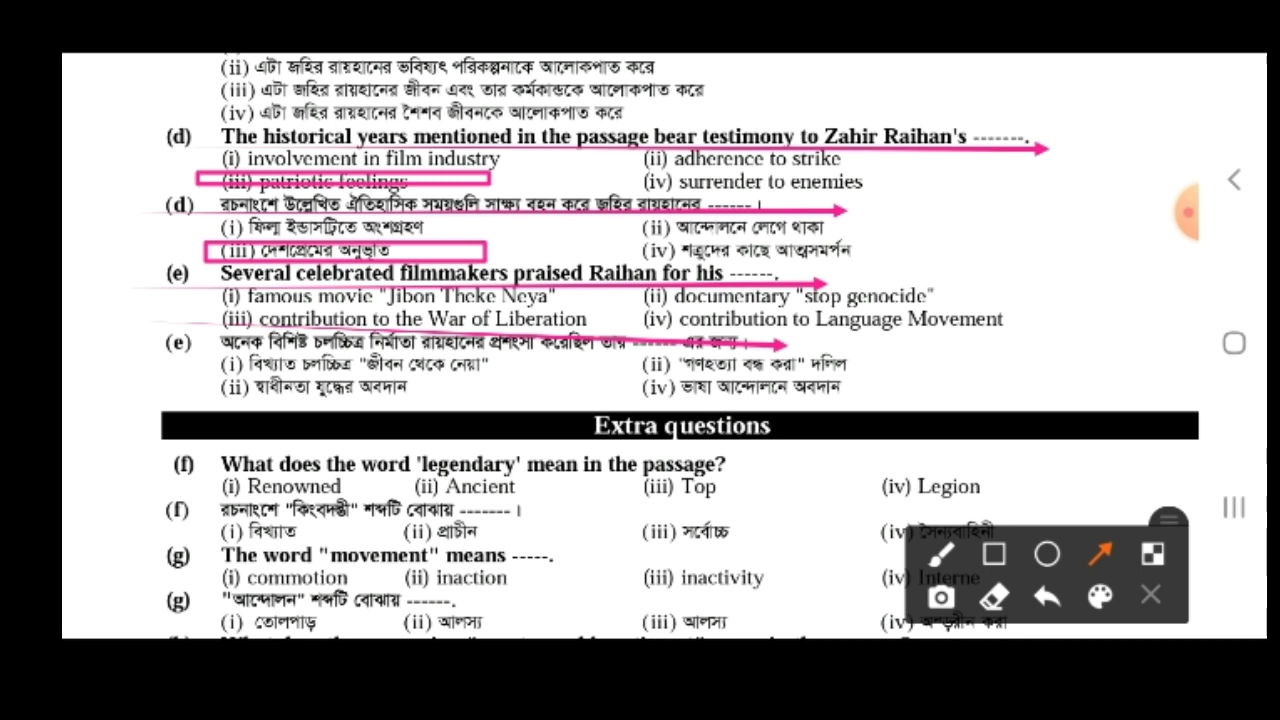 (ii) এটা জহির রায়হানের ভবিষ্যৎ পরিকল্পনাকে আলোকপাত করে
(iii) এটা জহির রায়হানের জীবন এবং তার কর্মকান্ডকে আলোকপাত করে
(iv) এটা জহির রায়হানের শৈশব জীবনকে আলোকপাত করে
(d) The historical years mentioned in the passage bear testimony to Zahir Raihan's -------.
(i) involvement in film industry (ii) adherence to strike
(iii) patriotic feelings (iv) surrender to enemies
(d) রচনাংশে উল্লেখিত ঐতিহাসিক সময়গুলি সাক্ষ্য বহন করে জহির রায়হানের ------ ।
(i) ফিল্ম ইন্ডাসট্রিতে অংশগ্রহণ (ii) আন্দোলনে লেগে থাকা
(iii) দেশপ্রেমের অনুভূতি (iv) শত্রুদের কাছে আত্মসমর্পন
(e) Several celebrated filmmakers praised Raihan for his ------.
(i) famous movie "Jibon Theke Neya" (ii) documentary "stop genocide"
(iii) contribution to the War of Liberation (iv) contribution to Language Movement
(e) অনেক বিশিষ্ট চলচ্চিত্র নির্মাতা রায়হানের প্রশংসা করেছিল তার ------ এর জন্য।
(i) বিখ্যাত চলচ্চিত্র "জীবন থেকে নেয়া" (ii) "গণহত্যা বন্ধ করা" দলিল
(ii) স্বাধীনতা যুদ্ধের অবদান (iv) ভাষা আন্দোলনে অবদান
Extra questions
(f) What does the word 'legendary' mean in the passage?
(i) Renowned (ii) Ancient (iii) Top (iv) Legion
(f) রচনাংশে "কিংবদন্তী" শব্দটি বোঝায় ------- ।
(i) বিখ্যাত (ii) প্রাচীন (iii) সর্বোচ্চ (iv) সৈন্যবাহিনী
(g) The word "movement" means -----.
(i) commotion (ii) inaction (iii) inactivity (iv) Interne
(g) "আন্দোলন" শব্দটি বোঝায় ------.
(i) তোলপাড় (ii) আলস্য (iii) আলস্য (iv)